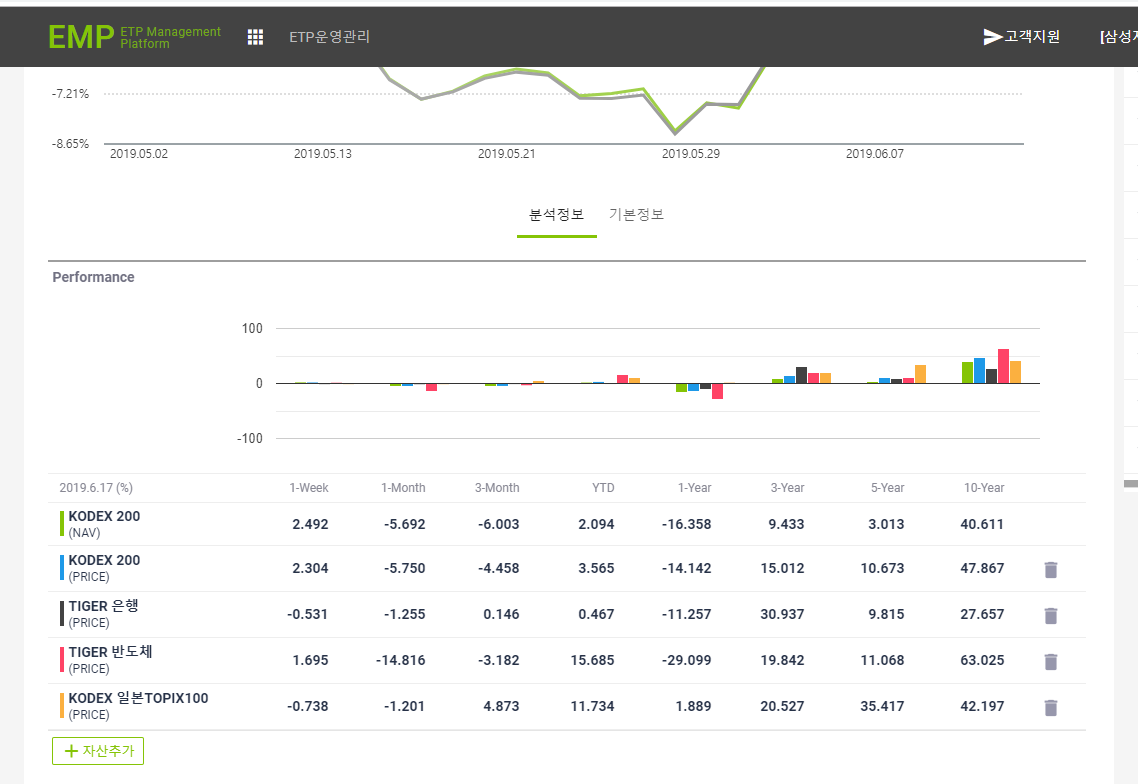 EMP ETP Management Platform ETP운영관리 고객지원 [삼성
-7.21%
-8.65%
2019.05.02 2019.05.13 2019.05.21 2019.05.29 2019.06.07
분석정보 기본정보
Performance
100
0
-100
2019.6.17 (%) 1-Week 1-Month 3-Month YTD 1-Year 3-Year 5-Year 10-Year
KODEX 200
(NAV) 2.492 -5.692 -6.003 2.094 -16.358 9.433 3.013 40.611
KODEX 200
(PRICE) 2.304 -5.750 -4.458 3.565 -14.142 15.012 10.673 47.867
TIGER 은행
(PRICE) -0.531 -1.255 0.146 0.467 -11.257 30.937 9.815 27.657
TIGER 반도체
(PRICE) 1.695 -14.816 -3.182 15.685 -29.099 19.842 11.068 63.025
KODEX 일본TOPIX100
(PRICE) -0.738 -1.201 4.873 11.734 1.889 20.527 35.417 42.197
+ 자산추가